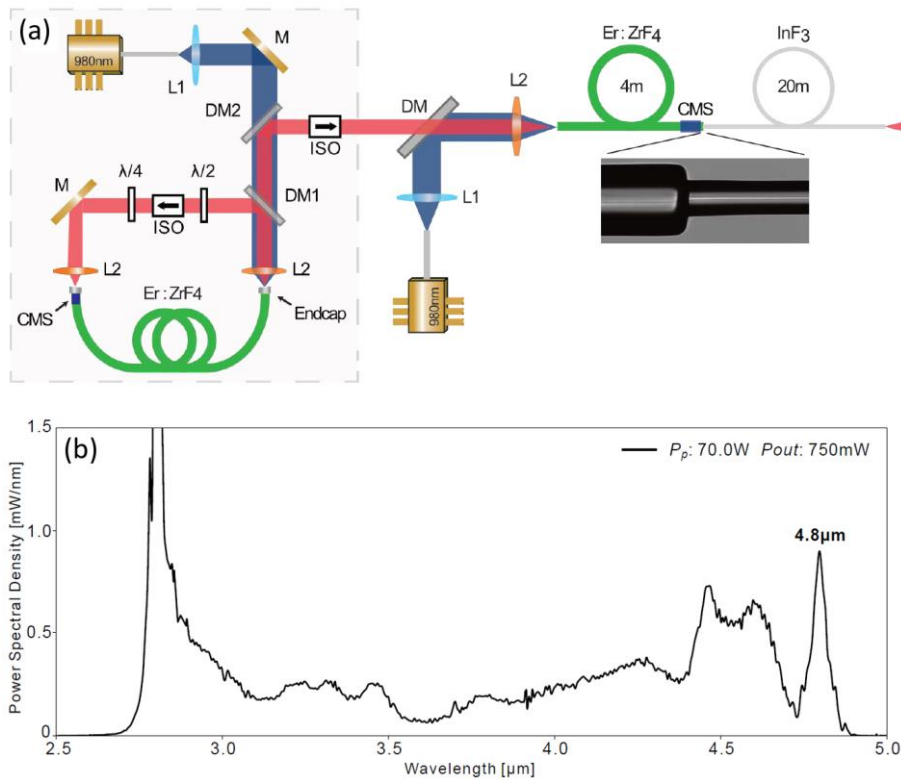 (a)
980nm
L1
M
DM2
ISO
DM
L2
Er:ZrF4
4m
CMS
InF3
20m
M
λ/4
ISO
λ/2
DM1
L1
L2
L2
CMS
Er:ZrF4
Endcap
980nm
(b)
Pp: 70.0W Pout: 750mW
4.8μm
Power Spectral Density [mW/nm]
1.5
1.0
0.5
0
2.5 3.0 3.5 4.0 4.5 5.0
Wavelength [μm]